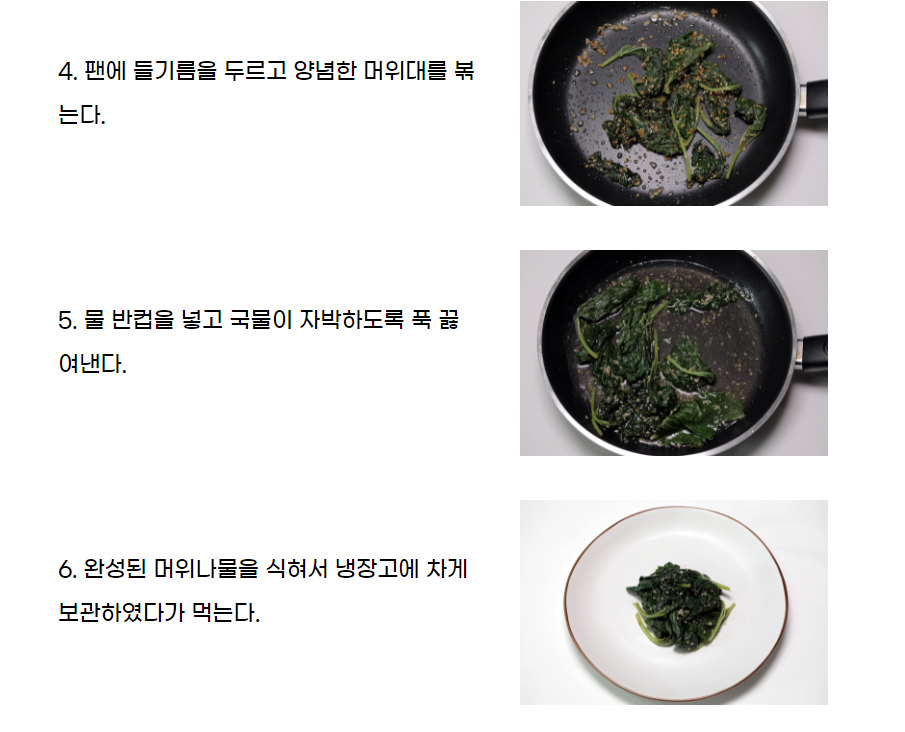 4. 팬에 들기름을 두르고 양념한 머위대를 볶
는다.
5. 물 반컵을 넣고 국물이 자박하도록 푹 끓
여낸다.
6. 완성된 머위나물을 식혀서 냉장고에 차게
보관하였다가 먹는다.